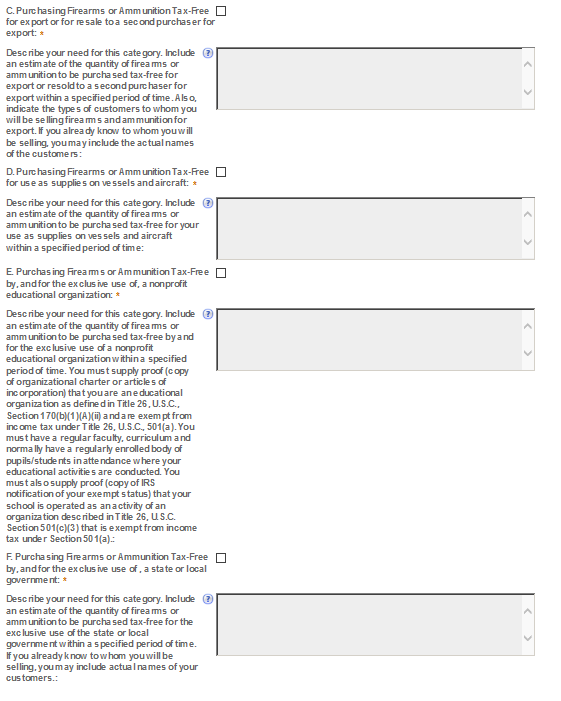 C. Purchasing Firearms or Ammunition Tax-Free
for export or for resale to a second purchaser for
export: *
Describe your need for this category. Include ?
an estimate of the quantity of firearms or
ammunition to be purchased tax-free for
export or resold to a second purchaser for
export within a specified period of time. Also,
indicate the types of customers to whom you
will be selling firearms and ammunition for
export. If you already know to whom you will
be selling, you may include the actual names
of the customers:
D. Purchasing Firearms or Ammunition Tax-Free
for use as supplies on vessels and aircraft: *
Describe your need for this category. Include ?
an estimate of the quantity of firearms or
ammunition to be purchased tax-free for your
use as supplies on vessels and aircraft
within a specified period of time:
E. Purchasing Firearms or Ammunition Tax-Free
by, and for the exclusive use of, a nonprofit
educational organization: *
Describe your need for this category. Include ?
an estimate of the quantity of firearms or
ammunition to be purchased tax-free by and
for the exclusive use of a nonprofit
educational organization within a specified
period of time. You must supply proof (copy
of organizational charter or articles of
incorporation) that you are an educational
organization as defined in Title 26, U.S.C.,
Section 170(b)(1)(A)(ii) and are exempt from
income tax under Title 26, U.S.C., 501(a). You
must have a regular faculty, curriculum and
normally have a regularly enrolled body of
pupils/students in attendance where your
educational activities are conducted. You
must also supply proof (copy of IRS
notification of your exempt status) that your
school is operated as an activity of an
organization described in Title 26, U.S.C.
Section 501(c)(3) that is exempt from income
tax under Section 501(a).:
F. Purchasing Firearms or Ammunition Tax-Free
by, and for the exclusive use of , a state or local
government: *
Describe your need for this category. Include ?
an estimate of the quantity of firearms or
ammunition to be purchased tax-free for the
exclusive use of the state or local
government within a specified period of time.
If you already know to whom you will be
selling, you may include actual names of your
customers.: